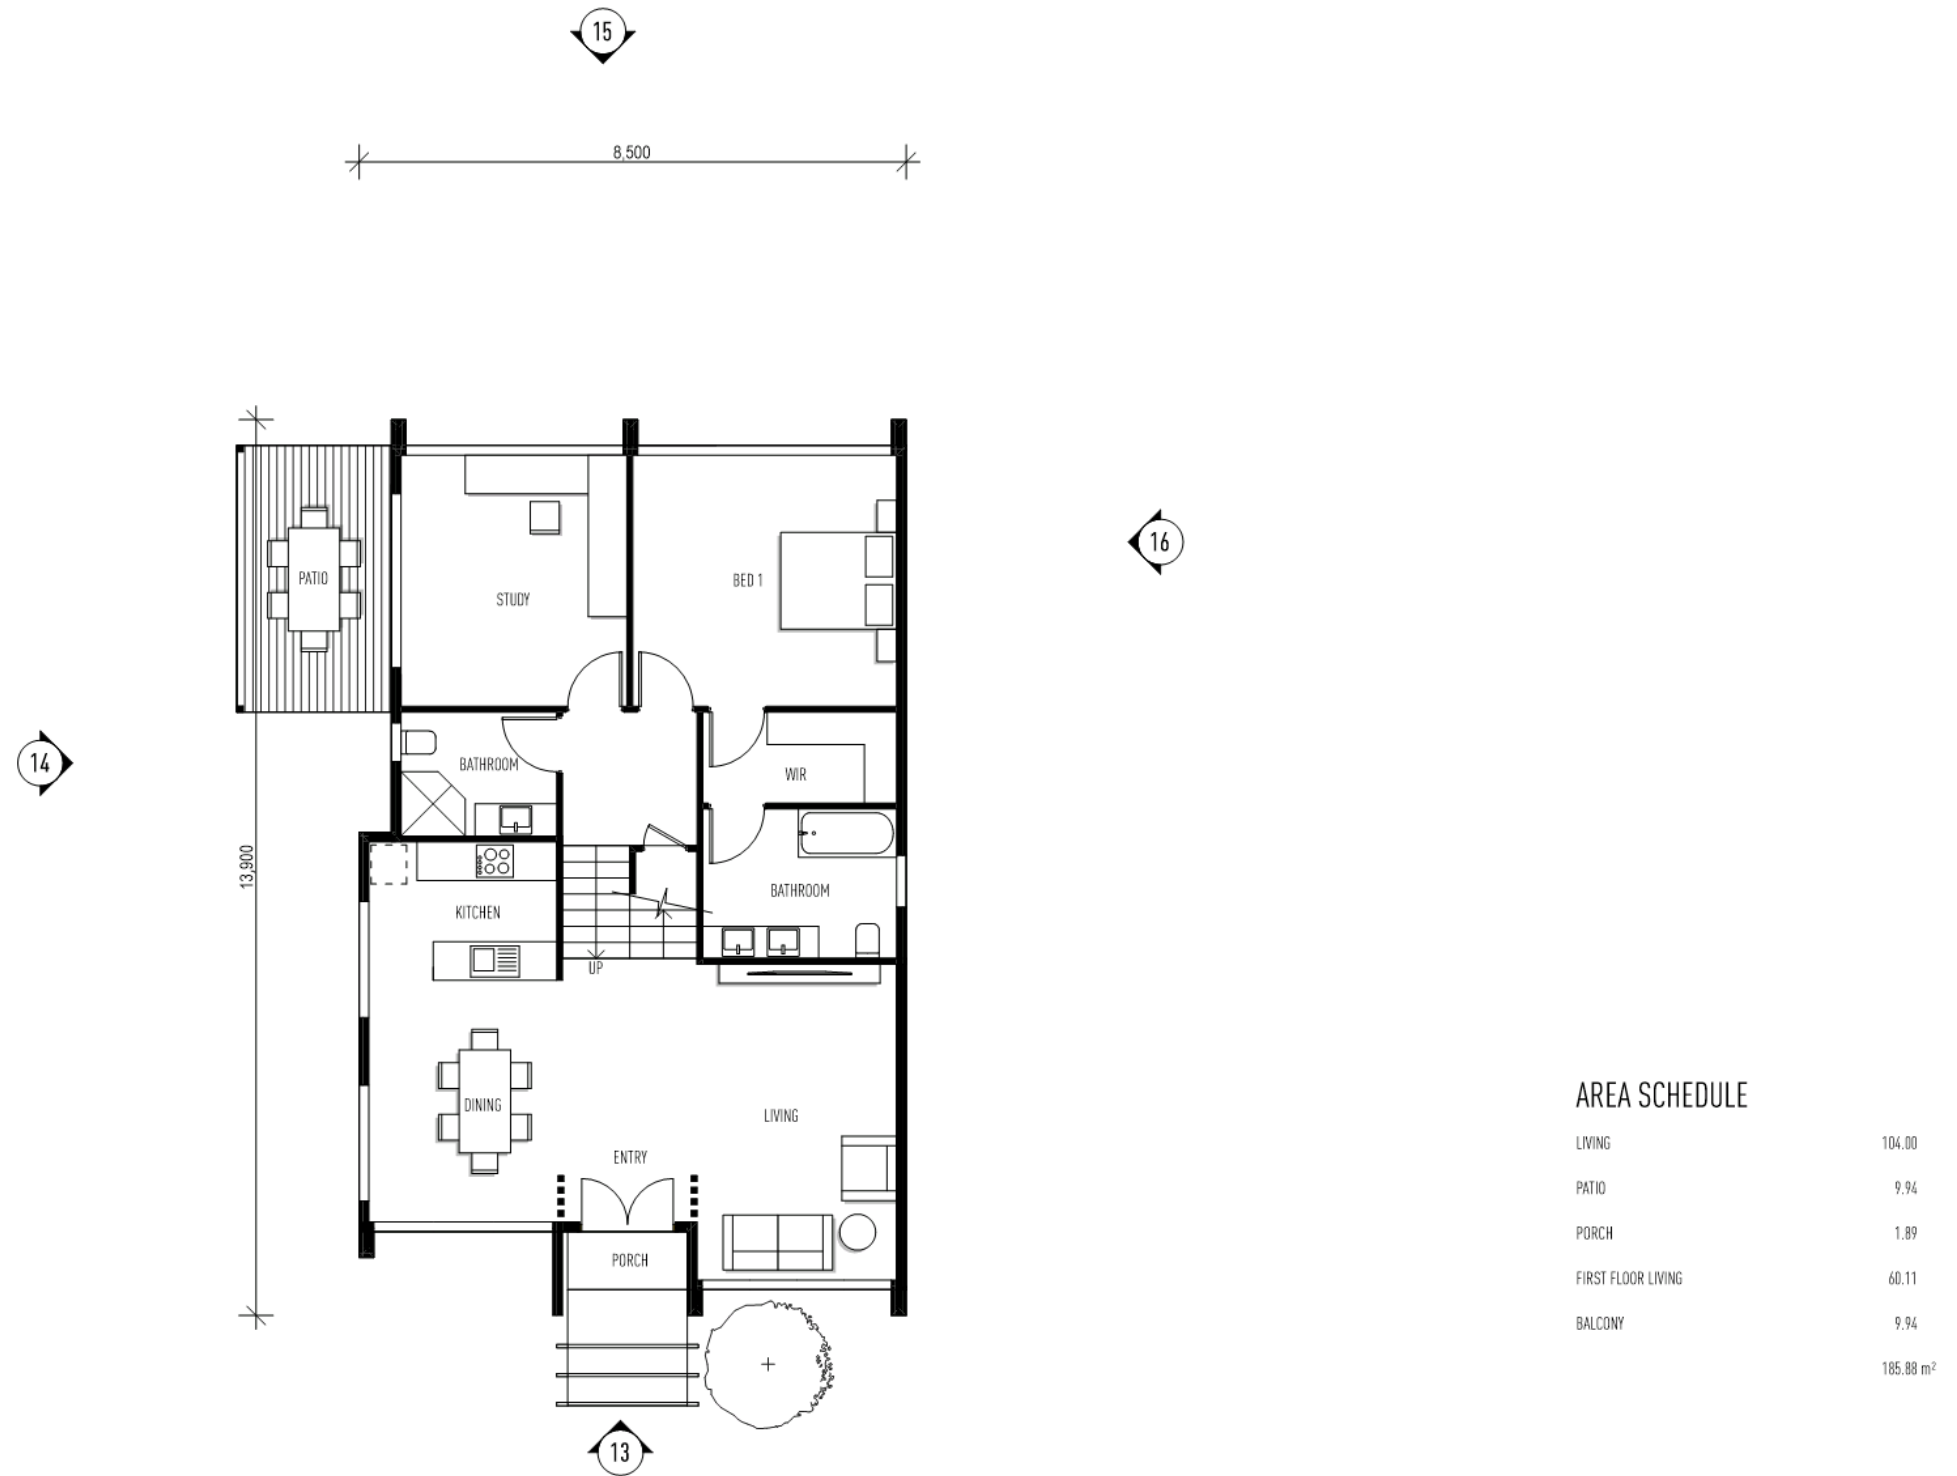 15
8,500
16
PATIO
BED 1
STUDY
14
BATHROOM
WIR
13,900
BATHROOM
KITCHEN
UP
DINING
LIVING
ENTRY
PORCH
13
AREA SCHEDULE
LIVING 104.00
PATIO 9.94
PORCH 1.89
FIRST FLOOR LIVING 60.11
BALCONY 9.94
185.88 m²